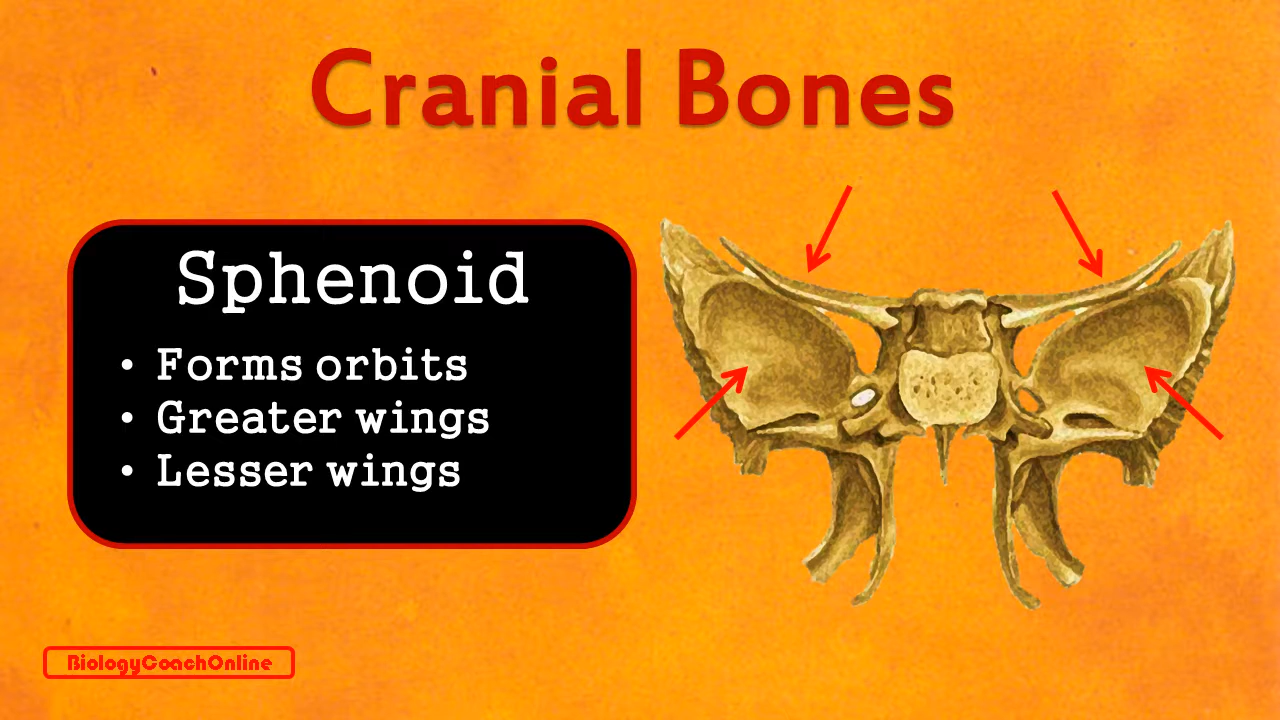 Cranial Bones
Sphenoid
• Forms orbits
• Greater wings
• Lesser wings
BiologyCoachOnline